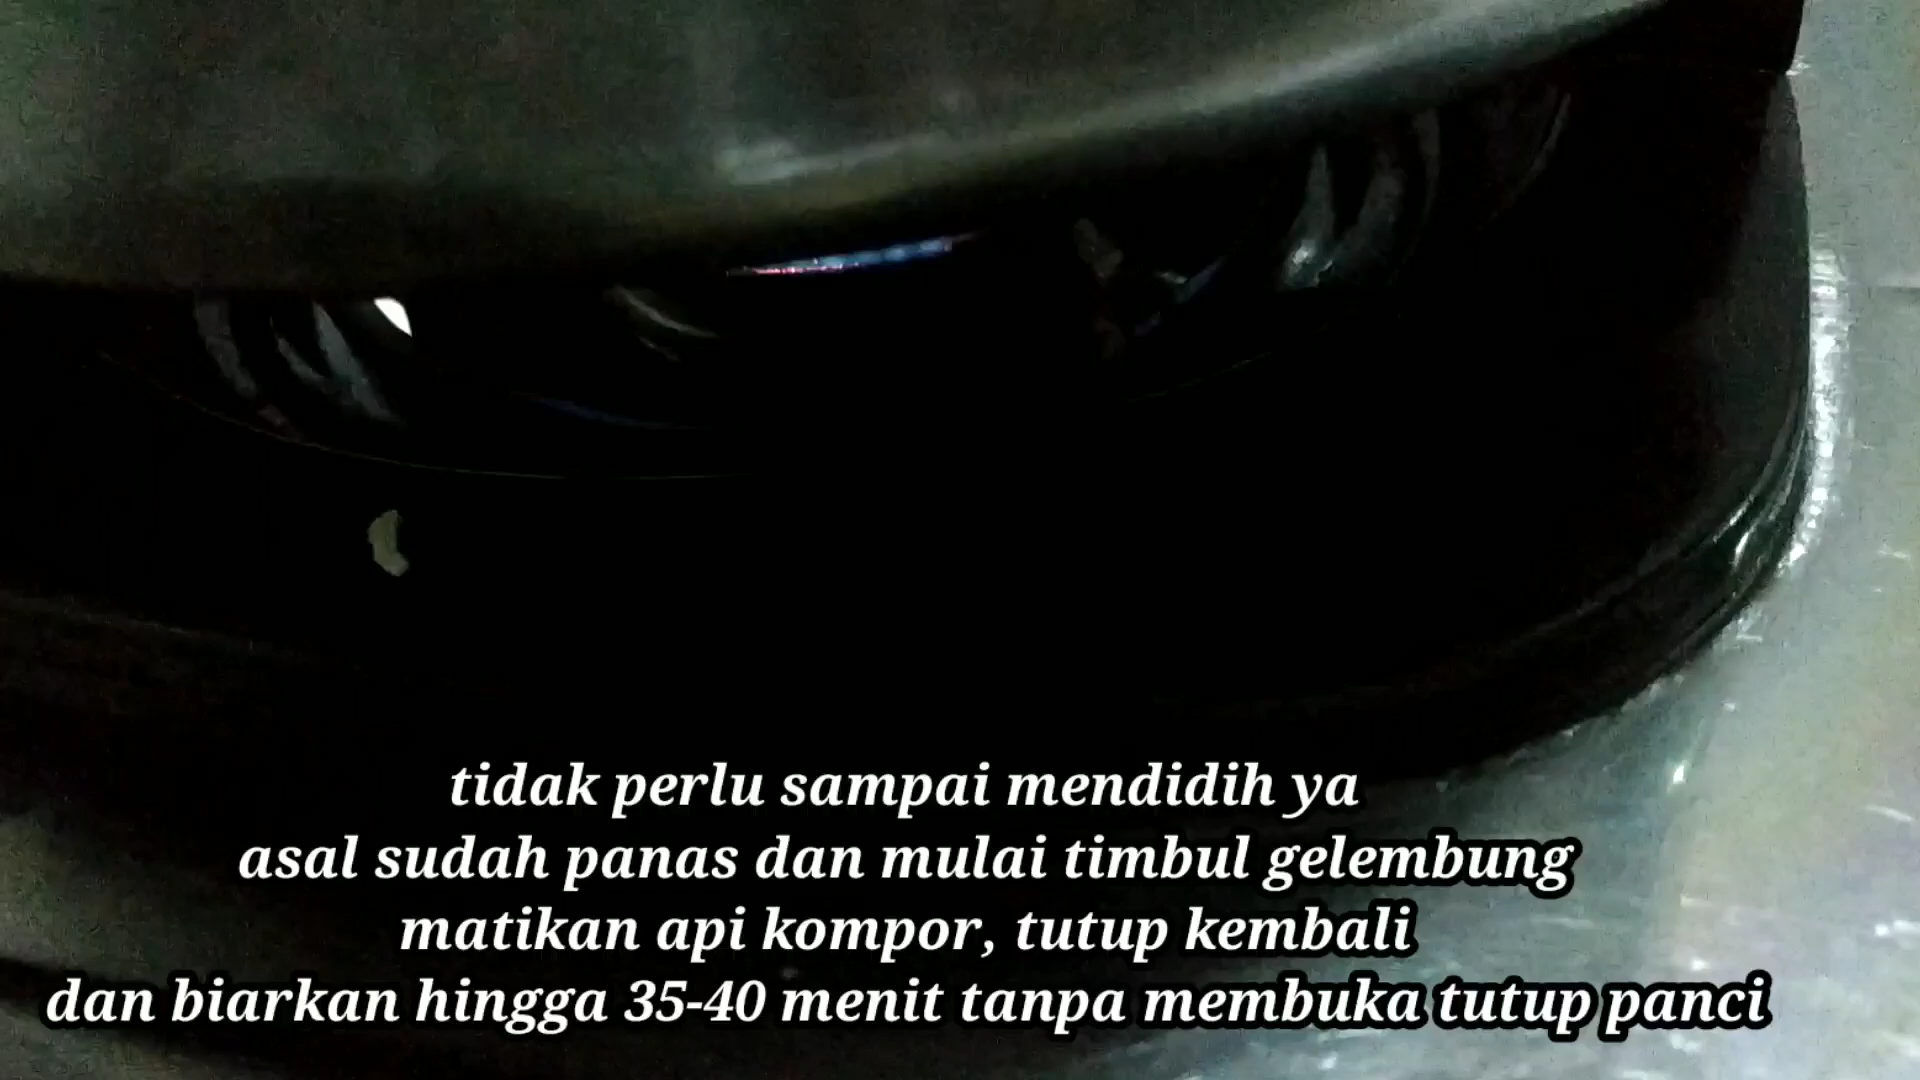 tidak perlu sampai mendidih ya
asal sudah panas dan mulai timbul gelembung
matikan api kompor, tutup kembali
dan biarkan hingga 35-40 menit tanpa membuka tutup panci